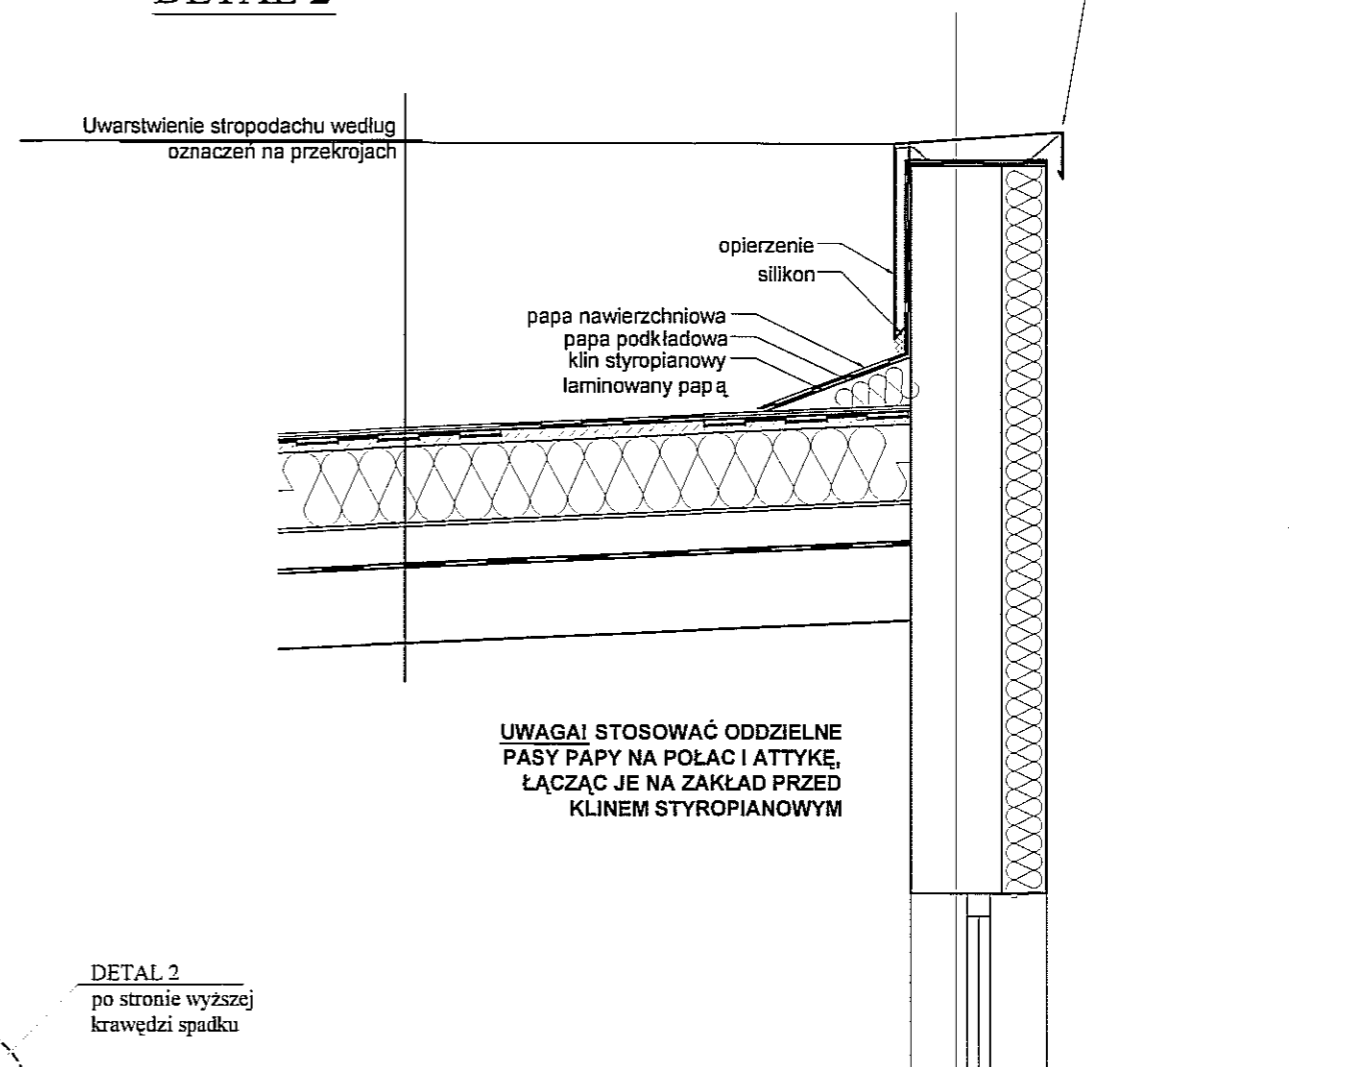 DETAL 2
Uwarstwienie stropodachu według
oznaczeń na przekrojach
opierzenie
silikon
papa nawierzchniowa
papa podkładowa
klin styropianowy
laminowany papą
UWAGA! STOSOWAĆ ODDZIELNE
PASY PAPY NA POŁAC I ATTYKĘ,
ŁĄCZĄC JE NA ZAKŁAD PRZED
KLINEM STYROPIANOWYM
DETAL 2
po stronie wyższej
krawędzi spadku